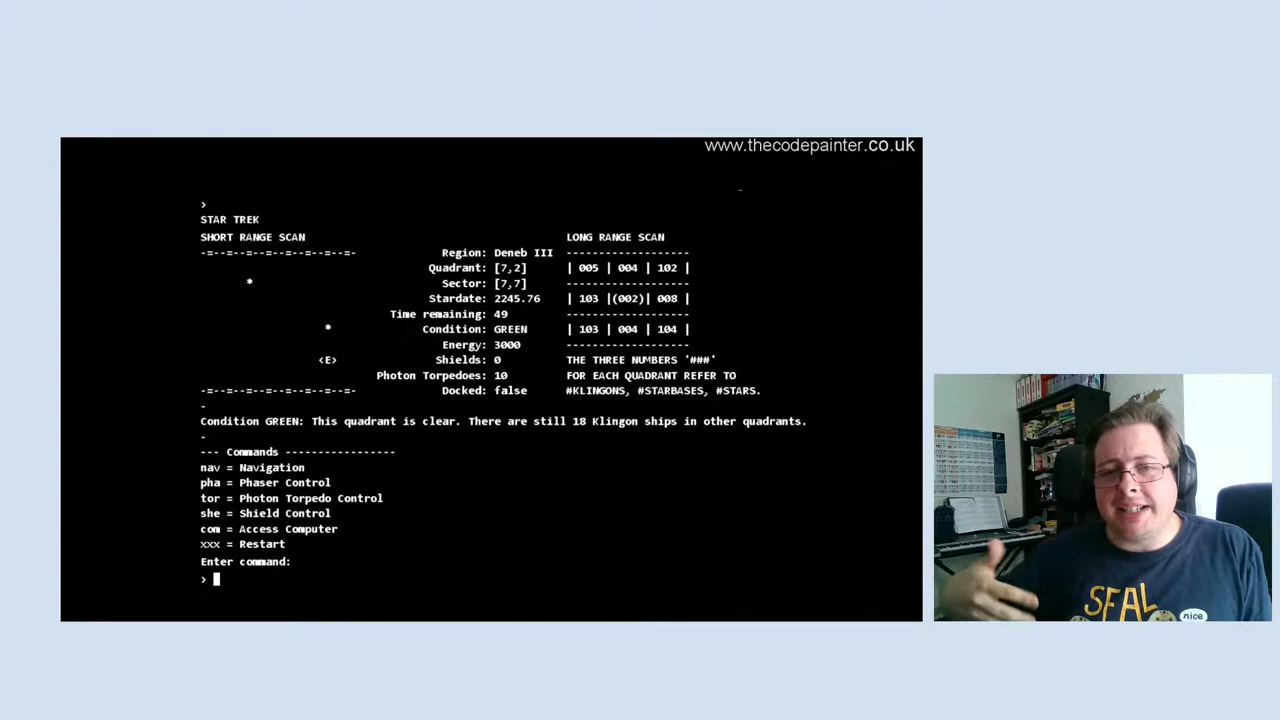 www.thecodepainter.co.uk
>
STAR TREK
SHORT RANGE SCAN
-=--=--=--=--=--=--=--=-
*
*
<E>
-=--=--=--=--=--=--=--=-
Region: Deneb III
Quadrant: [7,2]
Sector: [7,7]
Stardate: 2245.76
Time remaining: 49
Condition: GREEN
Energy: 3000
Shields: 0
Photon Torpedoes: 10
Docked: false
LONG RANGE SCAN
-------------------
| 005 | 004 | 102 |
-------------------
| 103 |(002)| 008 |
-------------------
| 103 | 004 | 104 |
-------------------
THE THREE NUMBERS '###'
FOR EACH QUADRANT REFER TO
#KLINGONS, #STARBASES, #STARS.
-
Condition GREEN: This quadrant is clear. There are still 18 Klingon ships in other quadrants.
-
--- Commands -----------------
nav = Navigation
pha = Phaser Control
tor = Photon Torpedo Control
she = Shield Control
com = Access Computer
xxx = Restart
Enter command:
>
SEAL
nice